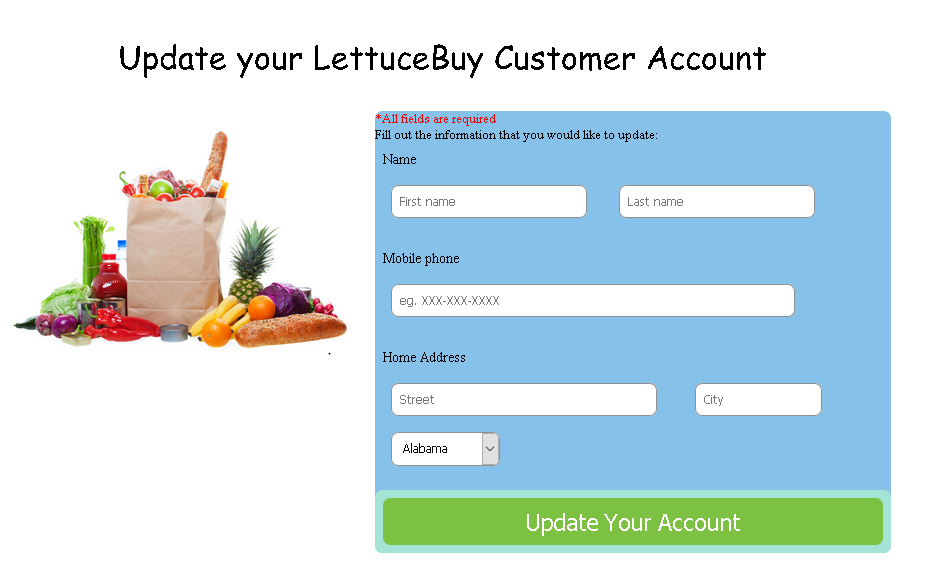 Update your LettuceBuy Customer Account
*All fields are required
Fill out the information that you would like to update:
Name
First name Last name
Mobile phone
eg. XXX-XXX-XXXX
Home Address
Street City
Alabama
Update Your Account